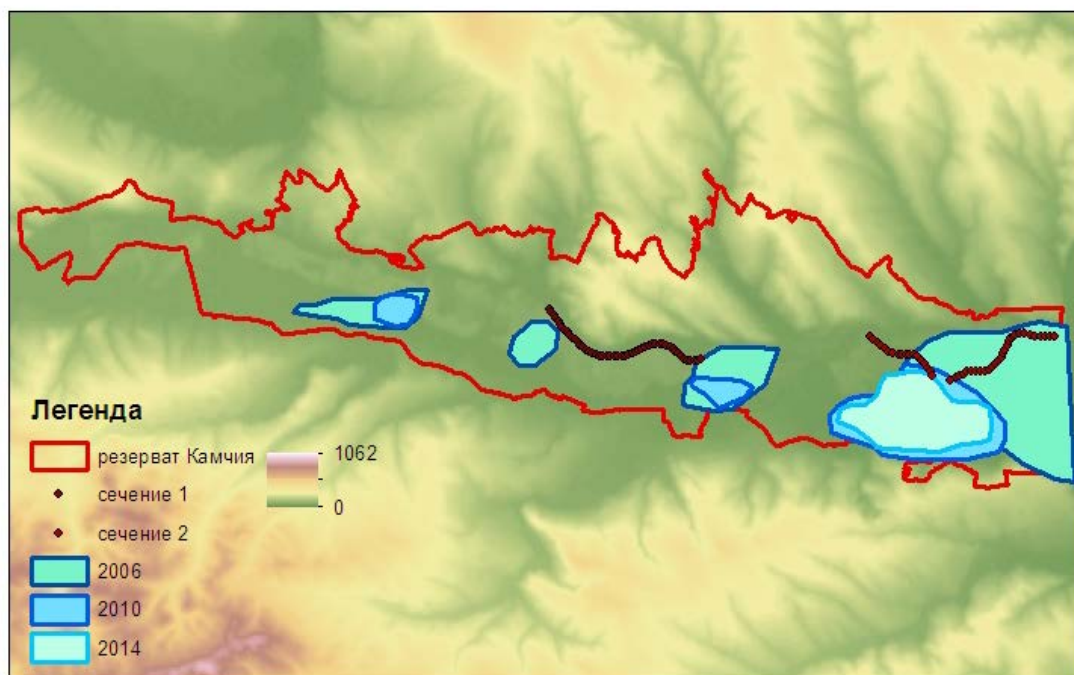 Легенда
резерват Камчия
сечение 1
сечение 2
2006
2010
2014
1062
0